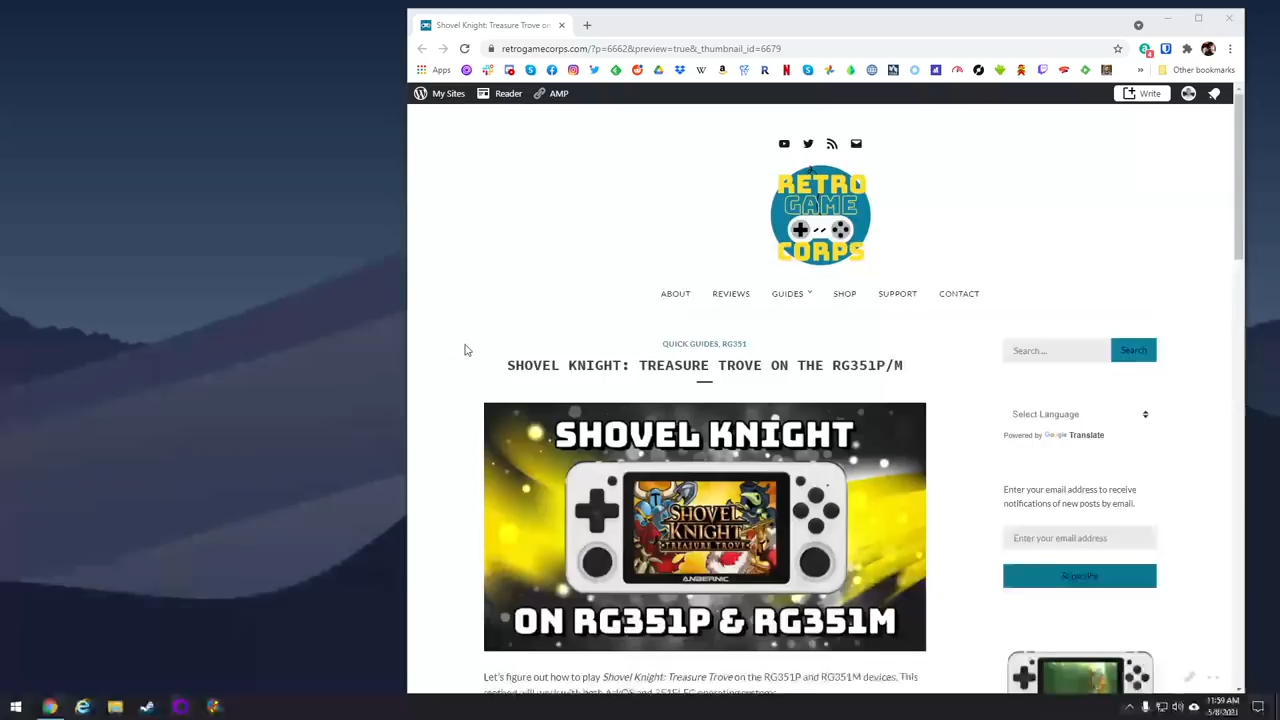 Shovel Knight: Treasure Trove on
retrogamecorps.com/?p=6662&preview=true&_thumbnail_id=6679
Apps
Other bookmarks
My Sites
Reader
AMP
Write
RETRO
GAME
CORPS
ABOUT
REVIEWS
GUIDES
SHOP
SUPPORT
CONTACT
QUICK GUIDES, RG351
SHOVEL KNIGHT: TREASURE TROVE ON THE RG351P/M
SHOVEL KNIGHT
SHOVEL
KNIGHT
TREASURE TROVE
ANBERNIC
ON RG351P & RG351M
Let's figure out how to play Shovel Knight: Treasure Trove on the RG351P and RG351M devices. This
Search …
Search
Select Language
Powered by Google Translate
Enter your email address to receive
notifications of new posts by email.
Enter your email address
Subscribe
11:59 AM
5/8/2021